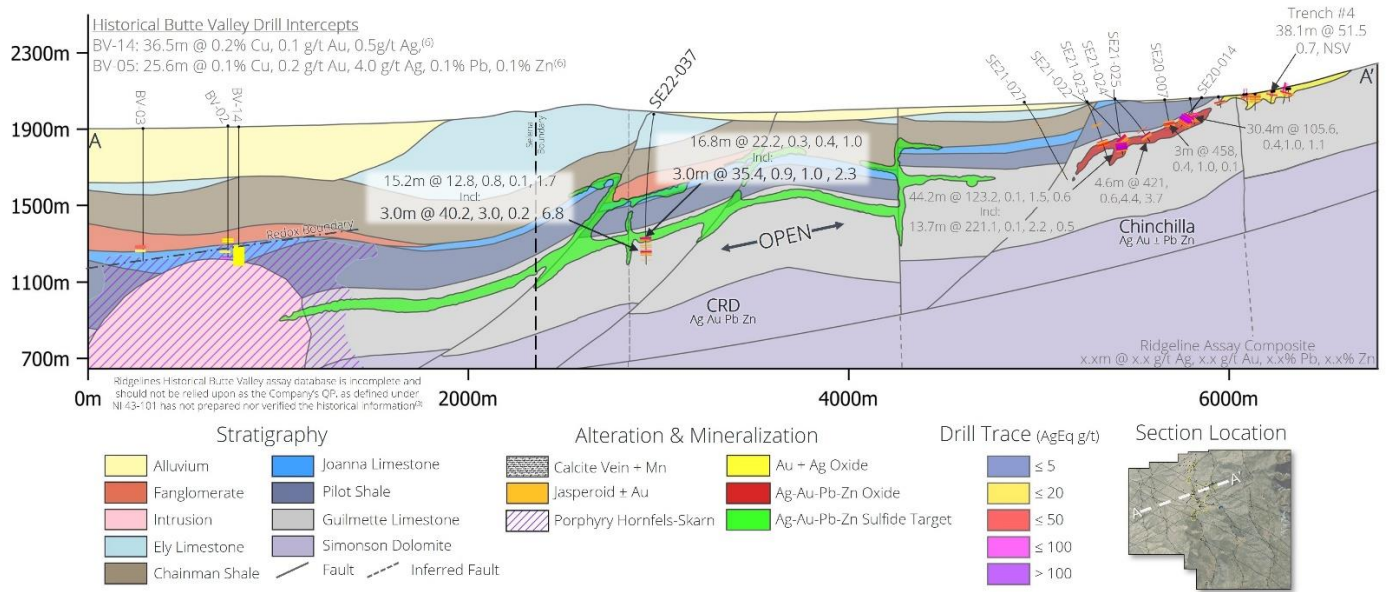 Historical Butte Valley Drill Intercepts
BV-14: 36.5m @ 0.2% Cu, 0.1 g/t Au, 0.5g/t Ag,(6)
BV-05: 25.6m @ 0.1% Cu, 0.2 g/t Au, 4.0 g/t Ag, 0.1% Pb, 0.1% Zn(6)
Trench #4
38.1m @ 51.5
0.7, NSV
2300m
1900m
1500m
1100m
700m
A
A'
BV-03
BV-02
BV-14
Selena
Boundary
SE22-037
SE21-027
SE21-022
SE21-023
SE21-024
SE21-025
SE20-007
SE20-014
16.8m @ 22.2, 0.3, 0.4, 1.0
Incl:
3.0m @ 35.4, 0.9, 1.0 , 2.3
15.2m @ 12.8, 0.8, 0.1, 1.7
Incl:
3.0m @ 40.2, 3.0, 0.2 , 6.8
30.4m @ 105.6,
0.4,1.0, 1.1
3m @ 458,
0.4, 1.0, 0.1
4.6m @ 421,
0.6,4.4, 3.7
44.2m @ 123.2, 0.1, 1.5, 0.6
Incl:
13.7m @ 221.1, 0.1, 2.2 , 0.5
Redox Boundary
OPEN
Chinchilla
Ag Au ± Pb Zn
CRD
Ag Au Pb Zn
Ridgeline Assay Composite
x.xm @ x.x g/t Ag, x.x g/t Au, x.x% Pb, x.x% Zn
0m
2000m
4000m
6000m
Ridgelines Historical Butte Valley assay database is incomplete and
should not be relied upon as the Company's QP, as defined under
NI 43-101 has not prepared nor verified the historical information(3)
Stratigraphy
Alluvium
Fanglomerate
Intrusion
Ely Limestone
Chainman Shale
Joanna Limestone
Pilot Shale
Guilmette Limestone
Simonson Dolomite
Fault
Inferred Fault
Alteration & Mineralization
Calcite Vein + Mn
Jasperoid ± Au
Porphyry Hornfels-Skarn
Au + Ag Oxide
Ag-Au-Pb-Zn Oxide
Ag-Au-Pb-Zn Sulfide Target
Drill Trace (AgEq g/t)
≤ 5
≤ 20
≤ 50
≤ 100
> 100
Section Location
A
A'